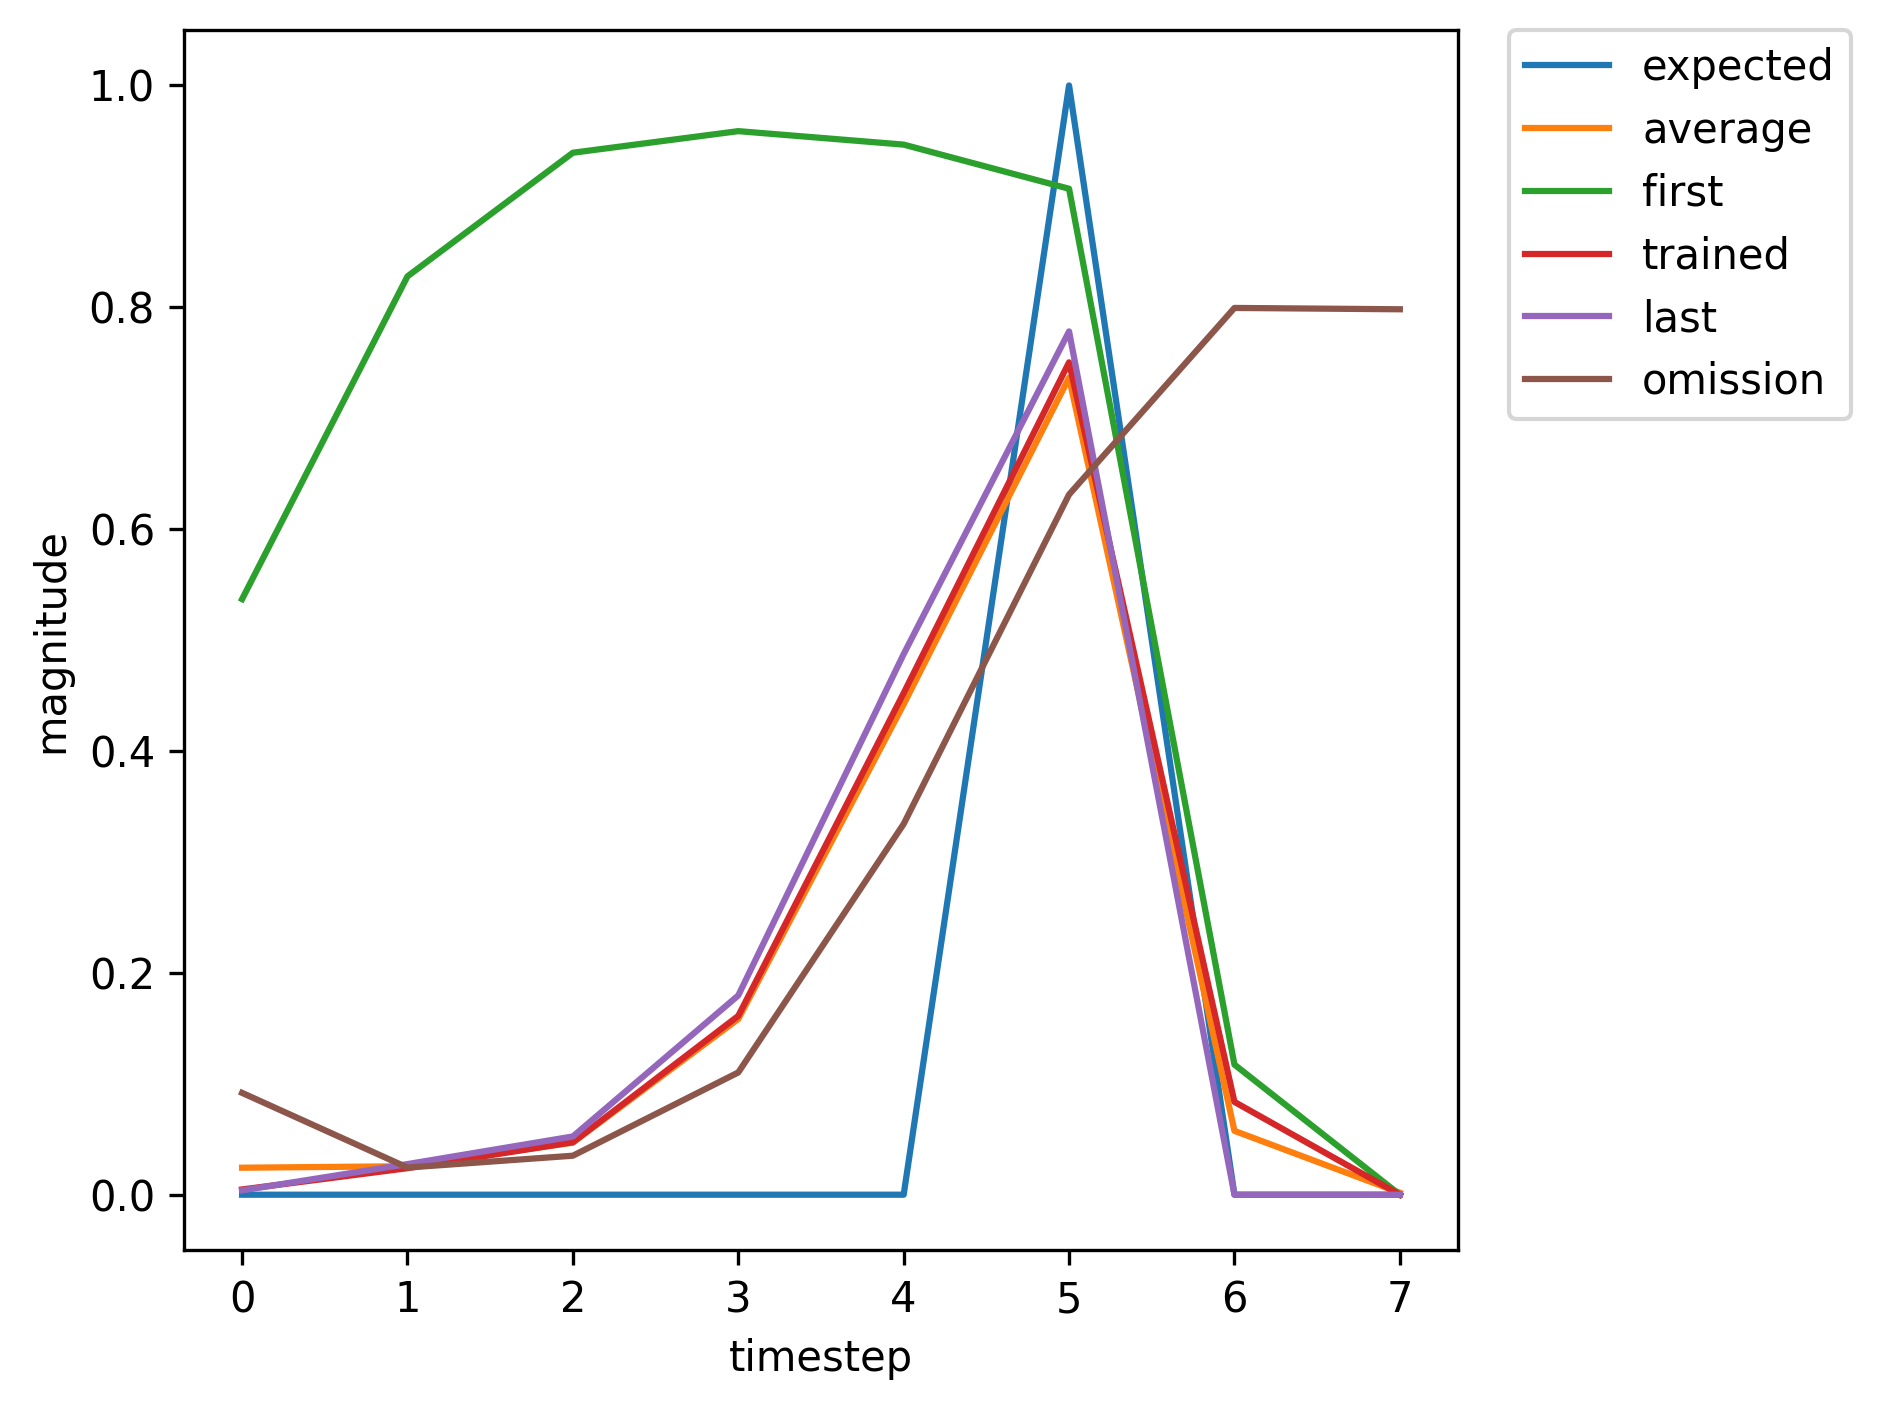 1.0
0.8
0.6
0.4
0.2
0.0
magnitude
0 1 2 3 4 5 6 7
timestep
expected
average
first
trained
last
omission